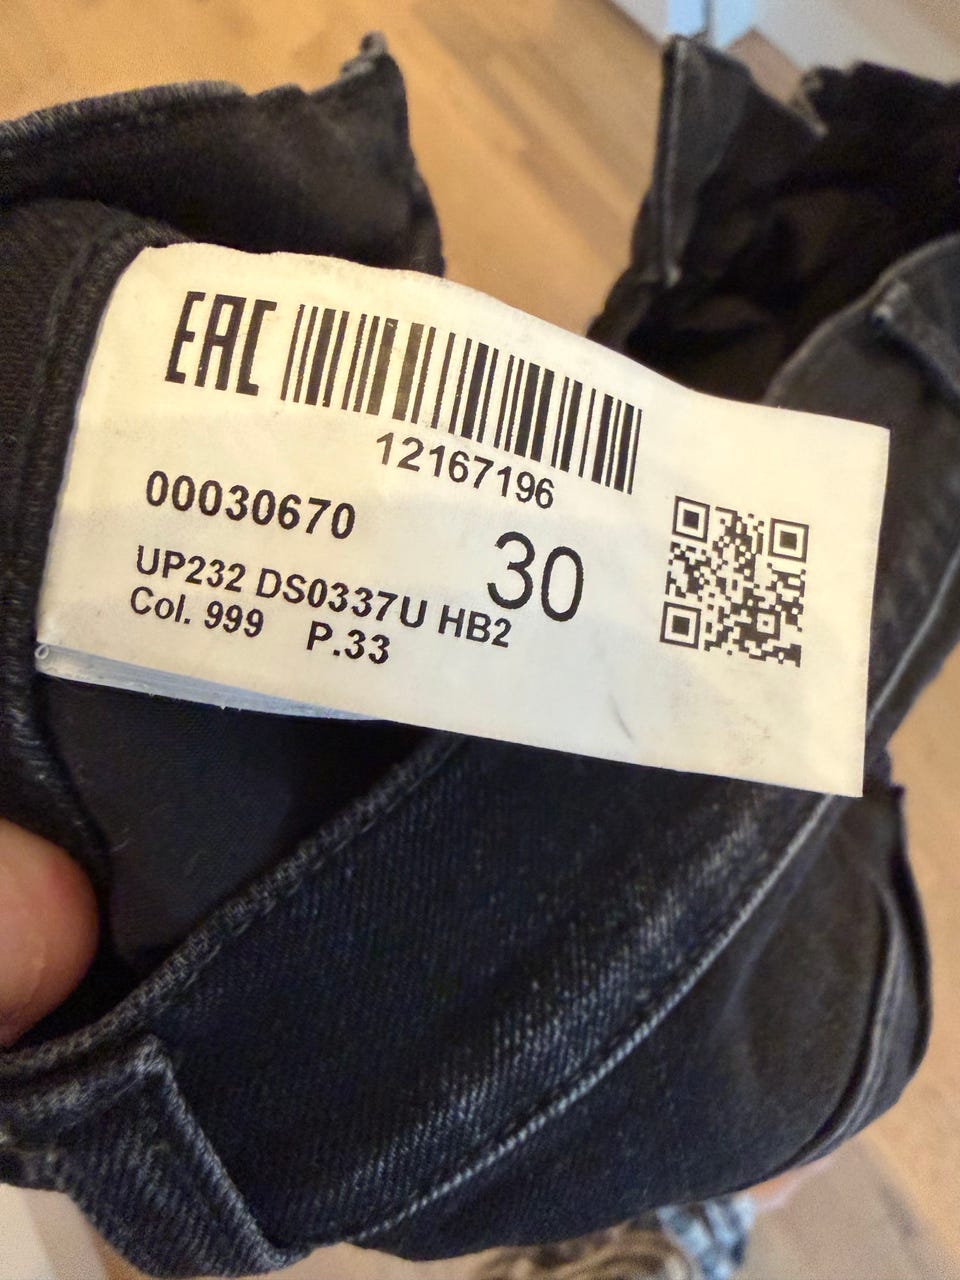 EAC
12167196
00030670
30
UP232 DS0337U HB2
Col. 999 P.33